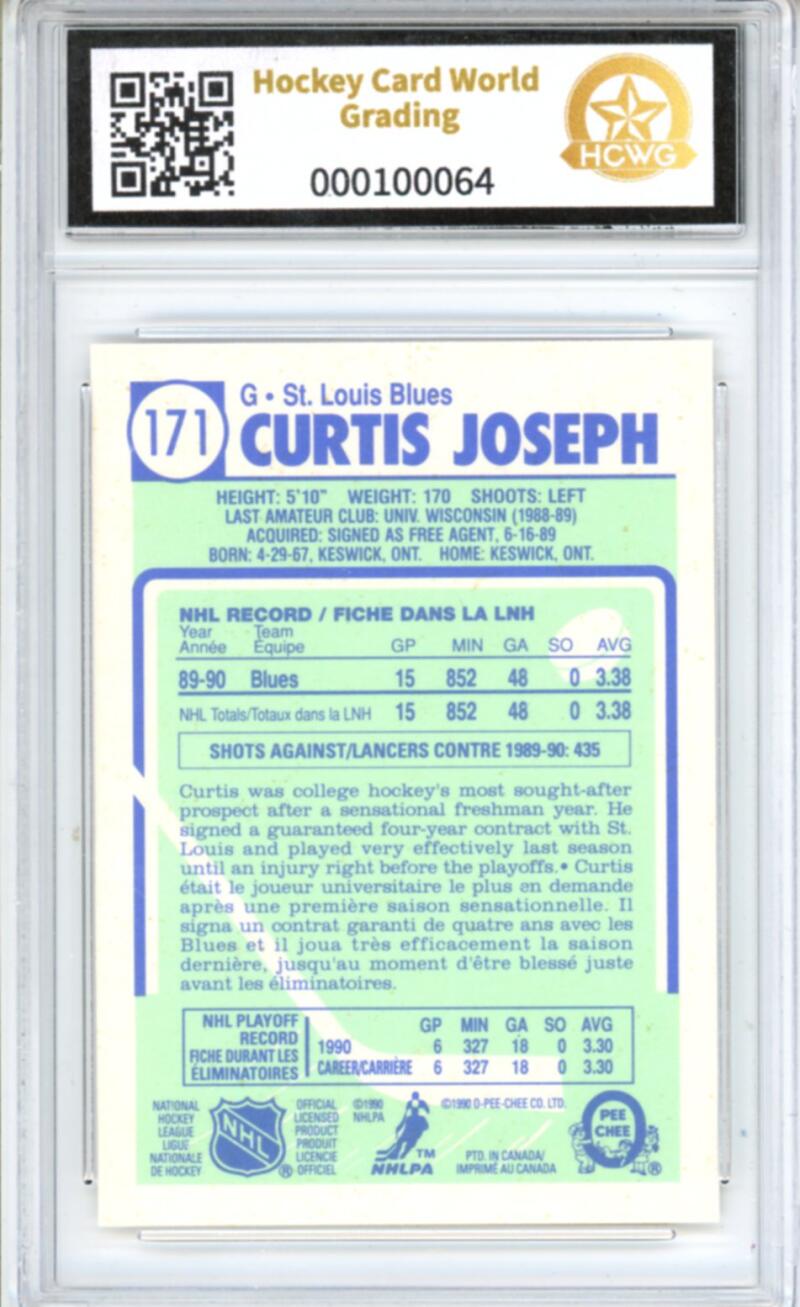 Hockey Card World
Grading
000100064
HCWG
171
G • St. Louis Blues
CURTIS JOSEPH
HEIGHT: 5'10" WEIGHT: 170 SHOOTS: LEFT
LAST AMATEUR CLUB: UNIV. WISCONSIN (1988-89)
ACQUIRED: SIGNED AS FREE AGENT, 6-16-89
BORN: 4-29-67, KESWICK, ONT. HOME: KESWICK, ONT.
NHL RECORD / FICHE DANS LA LNH
Year Team
Année Équipe GP MIN GA SO AVG
89-90 Blues 15 852 48 0 3.38
NHL Totals/Totaux dans la LNH 15 852 48 0 3.38
SHOTS AGAINST/LANCERS CONTRE 1989-90: 435
Curtis was college hockey's most sought-after
prospect after a sensational freshman year. He
signed a guaranteed four-year contract with St.
Louis and played very effectively last season
until an injury right before the playoffs.• Curtis
était le joueur universitaire le plus en demande
après une première saison sensationnelle. Il
signa un contrat garanti de quatre ans avec les
Blues et il joua très efficacement la saison
dernière, jusqu'au moment d'être blessé juste
avant les éliminatoires.
NHL PLAYOFF
RECORD
FICHE DURANT LES
ÉLIMINATOIRES
GP MIN GA SO AVG
1990 6 327 18 0 3.30
CAREER/CARRIÈRE 6 327 18 0 3.30
NATIONAL
HOCKEY
LEAGUE
LIGUE
NATIONALE
DE HOCKEY
NHL
®
OFFICIAL
LICENSED
PRODUCT
PRODUIT
LICENCIE
OFFICIEL
©1990
NHLPA
TM
NHLPA
©1990 O-PEE-CHEE CO. LTD.
PTD. IN CANADA/
IMPRIMÉ AU CANADA
PEE
CHEE
®